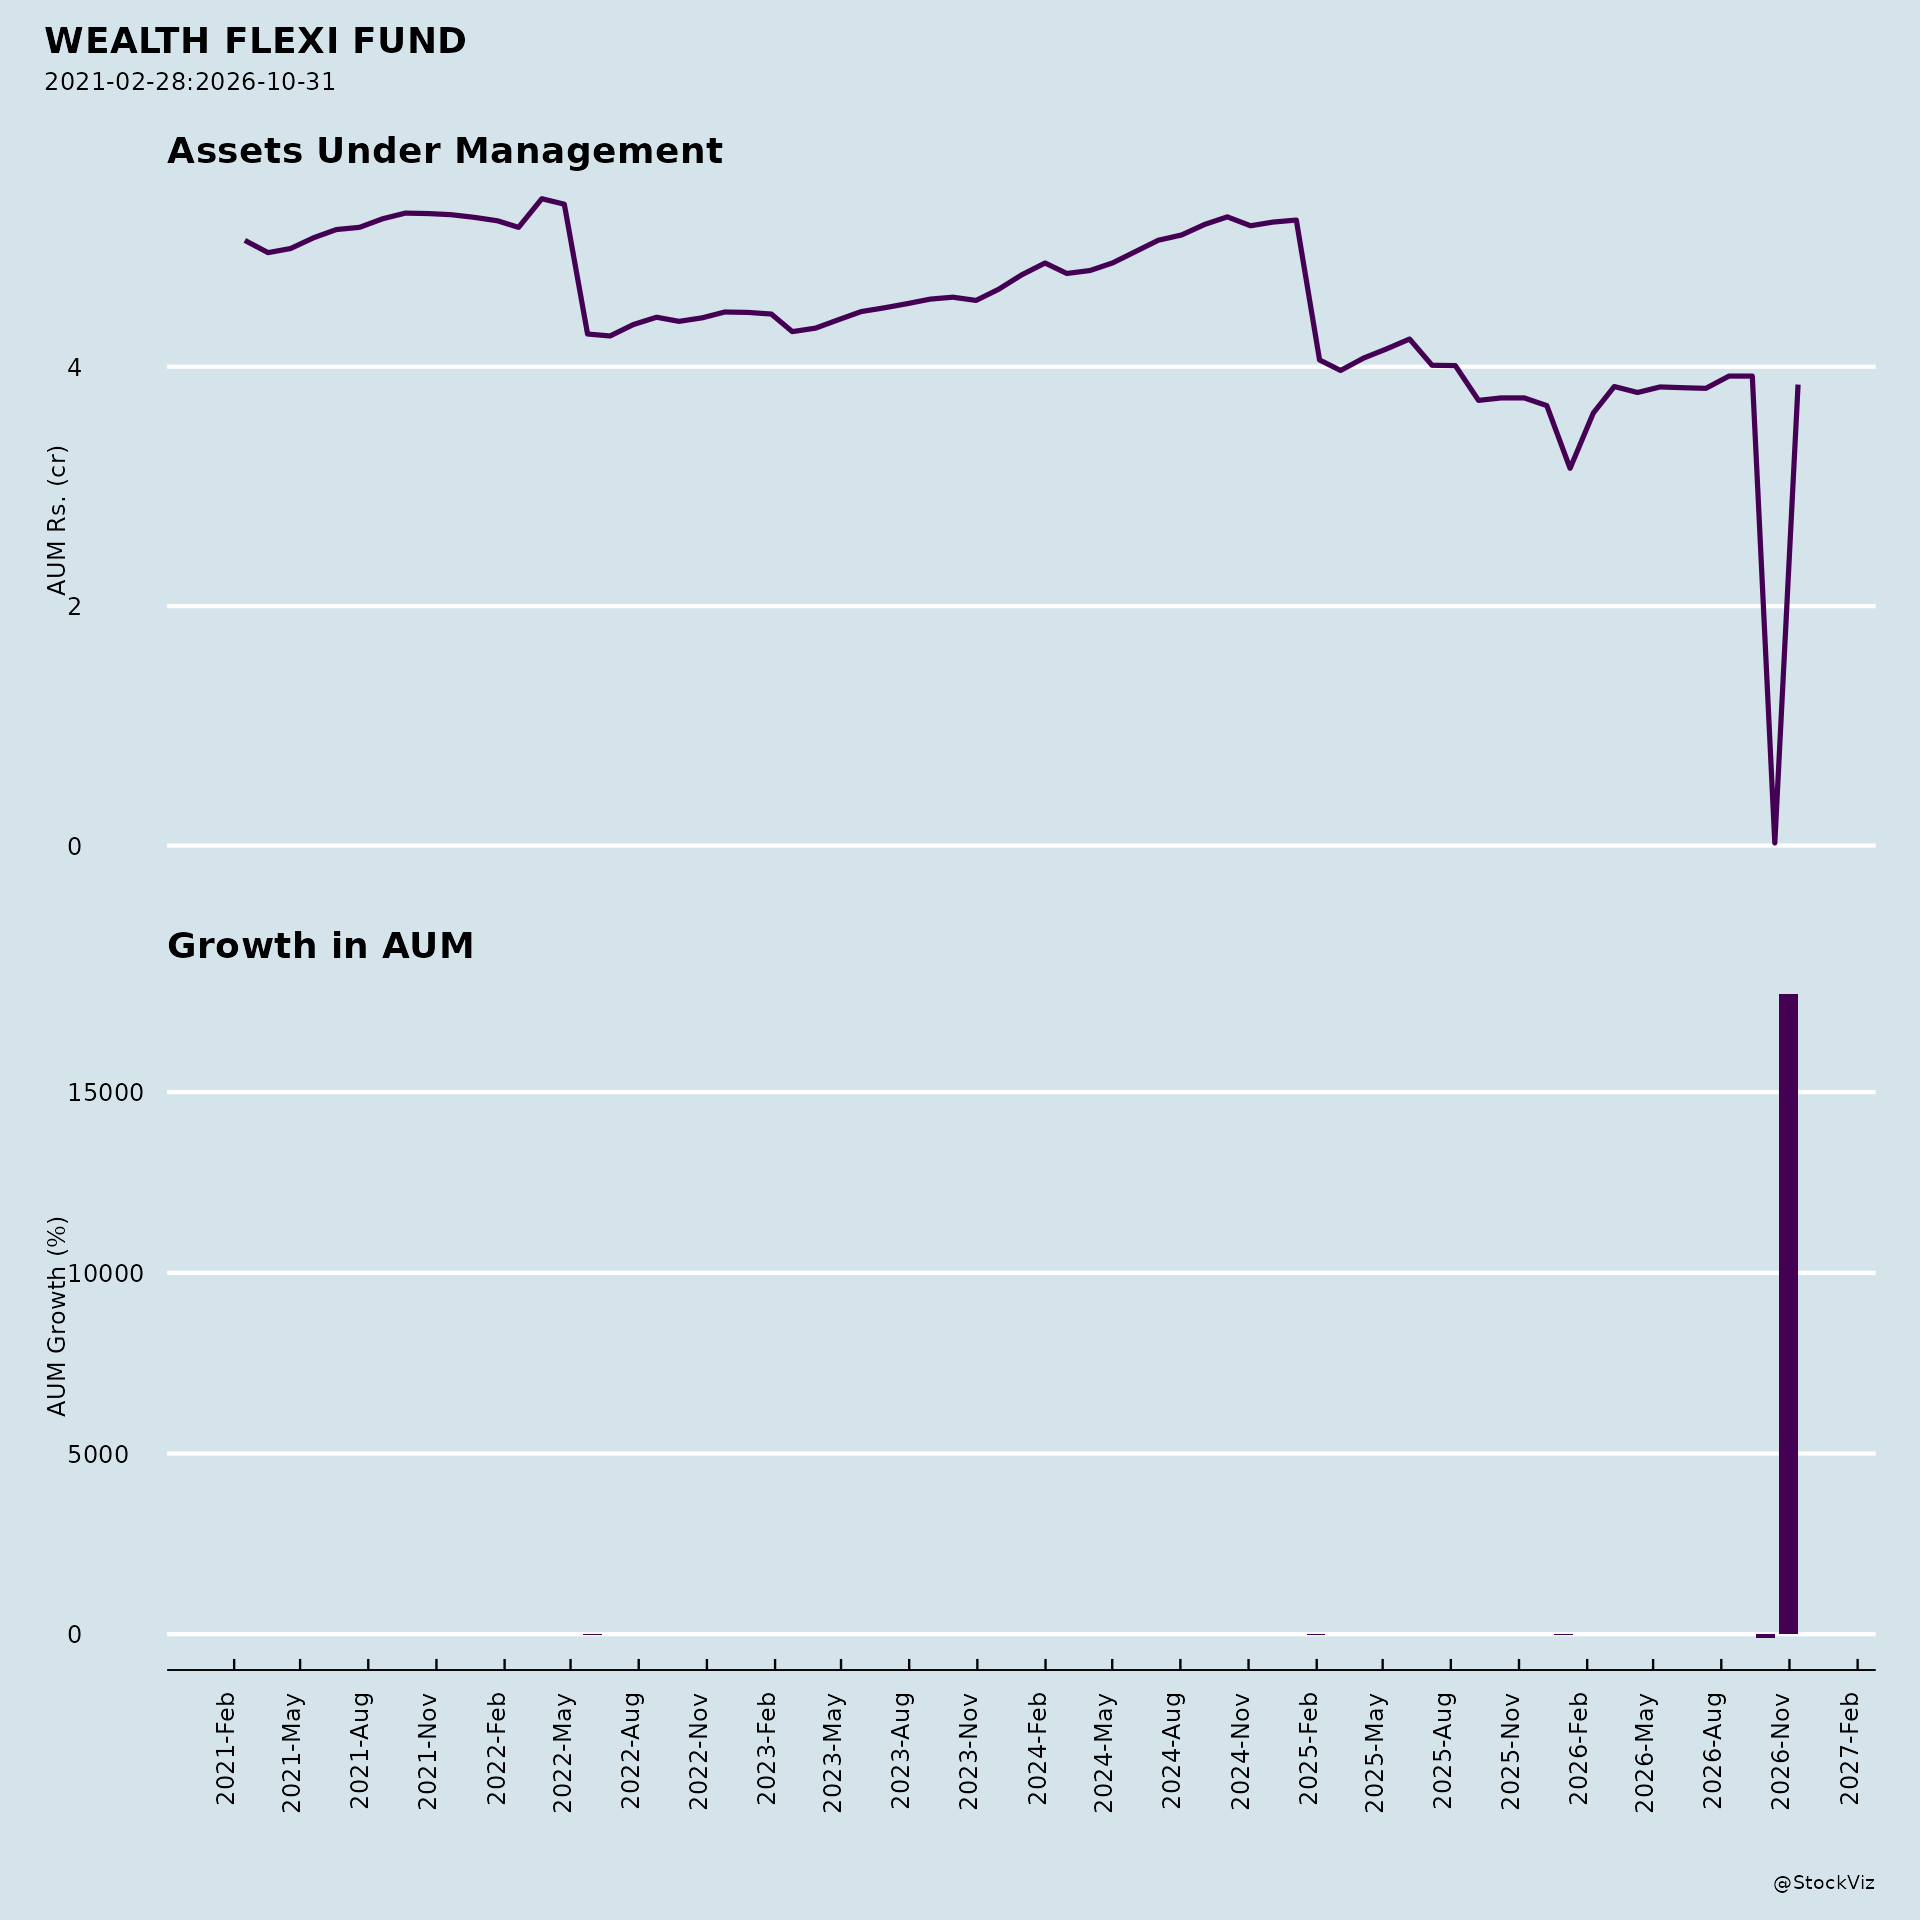 WEALTH FLEXI FUND
2021-02-28:2026-10-31
Assets Under Management
AUM Rs. (cr)
4
2
0
Growth in AUM
AUM Growth (%)
15000
10000
5000
0
2021-Feb
2021-May
2021-Aug
2021-Nov
2022-Feb
2022-May
2022-Aug
2022-Nov
2023-Feb
2023-May
2023-Aug
2023-Nov
2024-Feb
2024-May
2024-Aug
2024-Nov
2025-Feb
2025-May
2025-Aug
2025-Nov
2026-Feb
2026-May
2026-Aug
2026-Nov
2027-Feb
@StockViz